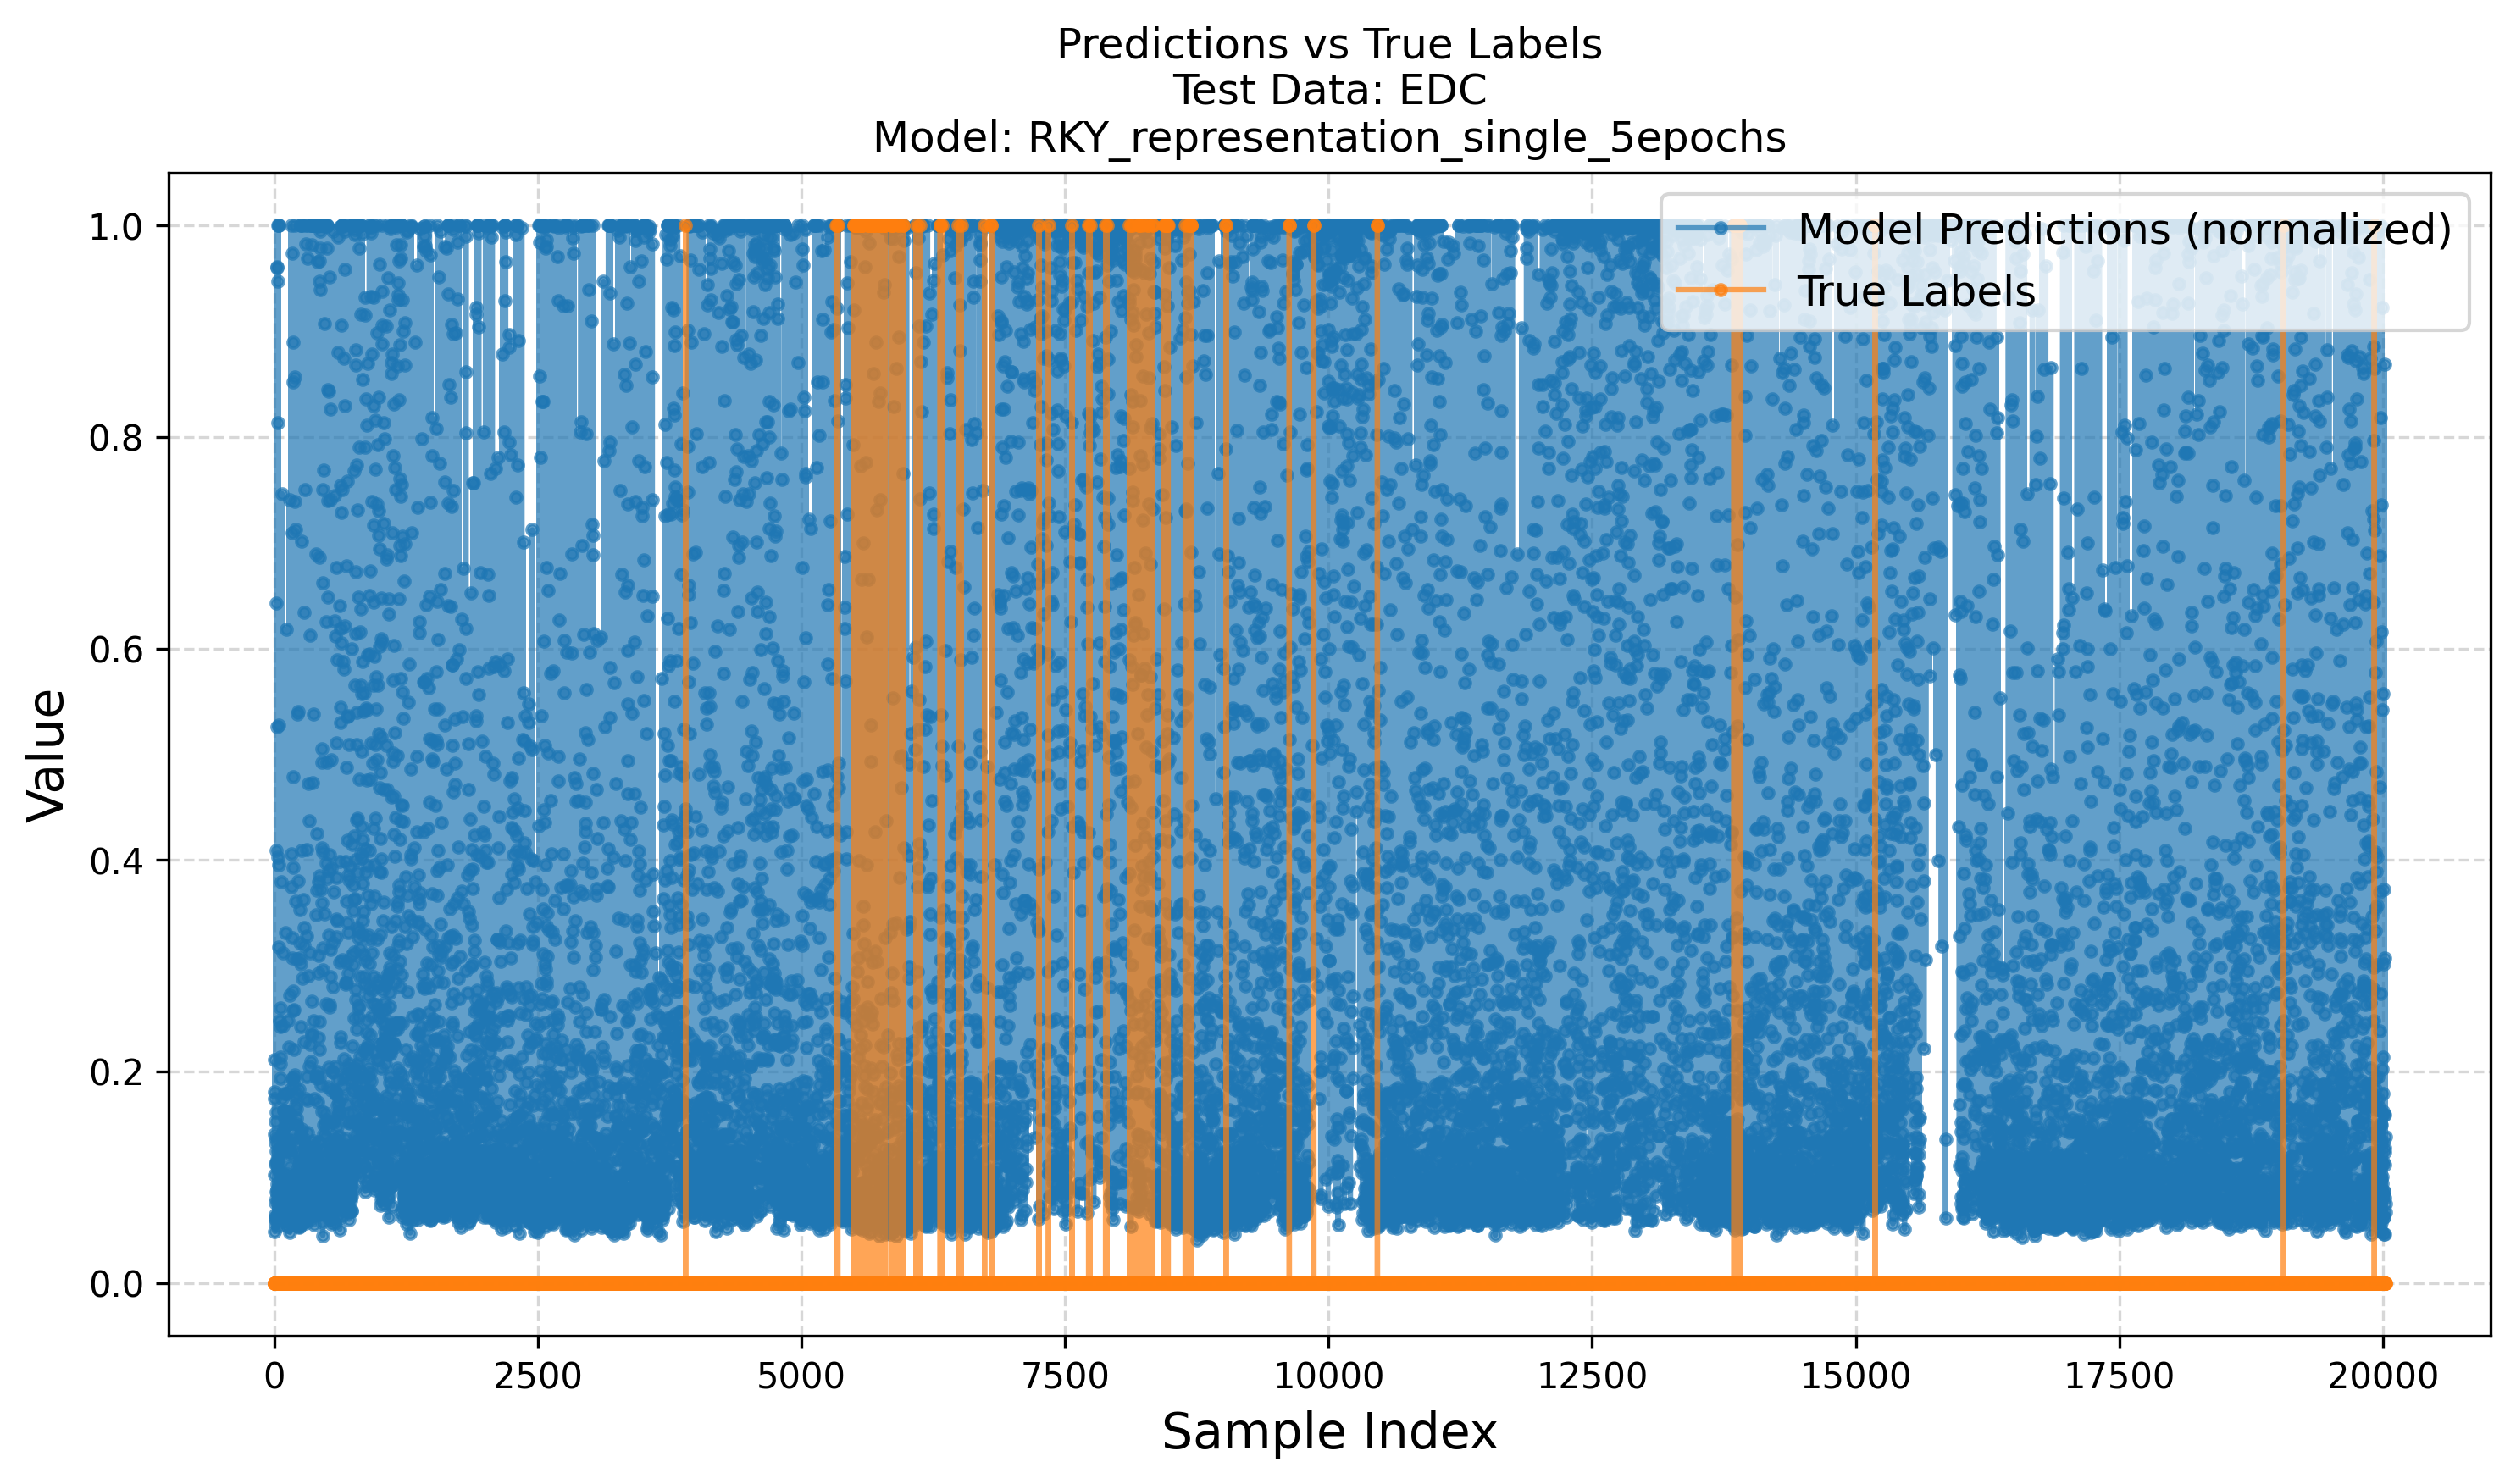 Predictions vs True Labels
Test Data: EDC
Model: RKY_representation_single_5epochs
Model Predictions (normalized)
True Labels
1.0
0.8
0.6
0.4
0.2
0.0
Value
0
2500
5000
7500
10000
12500
15000
17500
20000
Sample Index